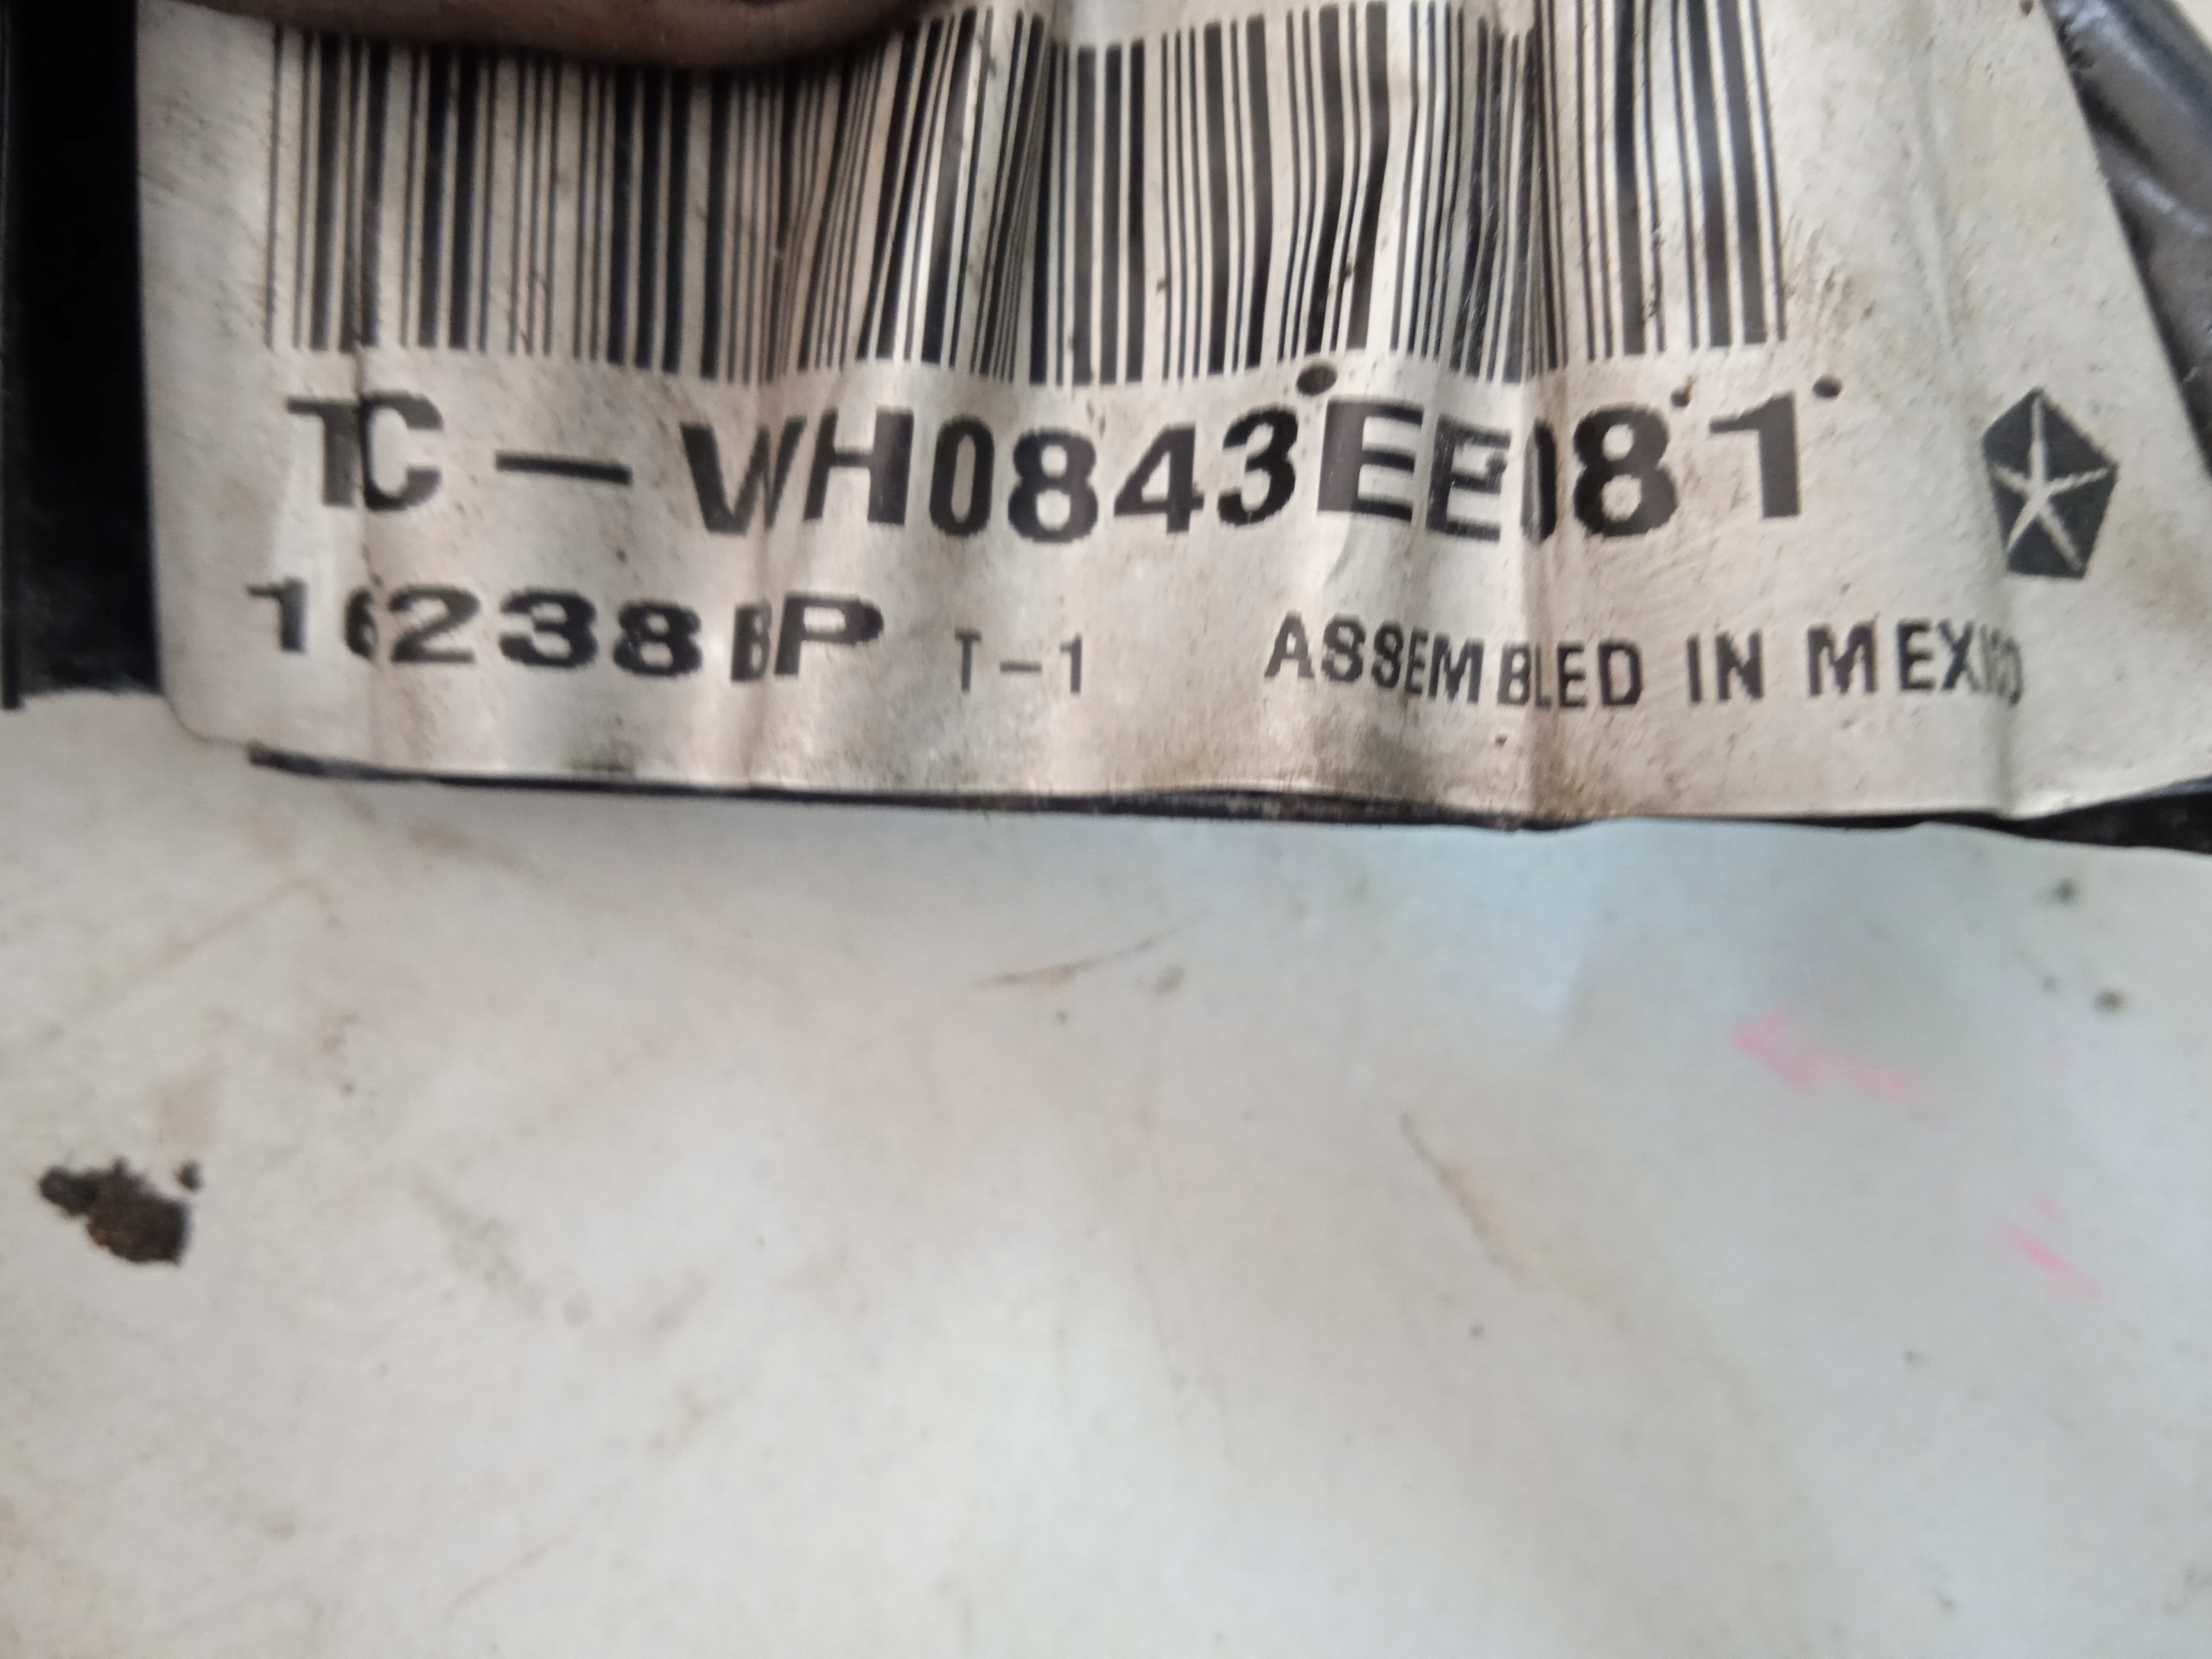 TC-WH0843EE081
16238BP T-1 ASSEMBLED IN MEXICO